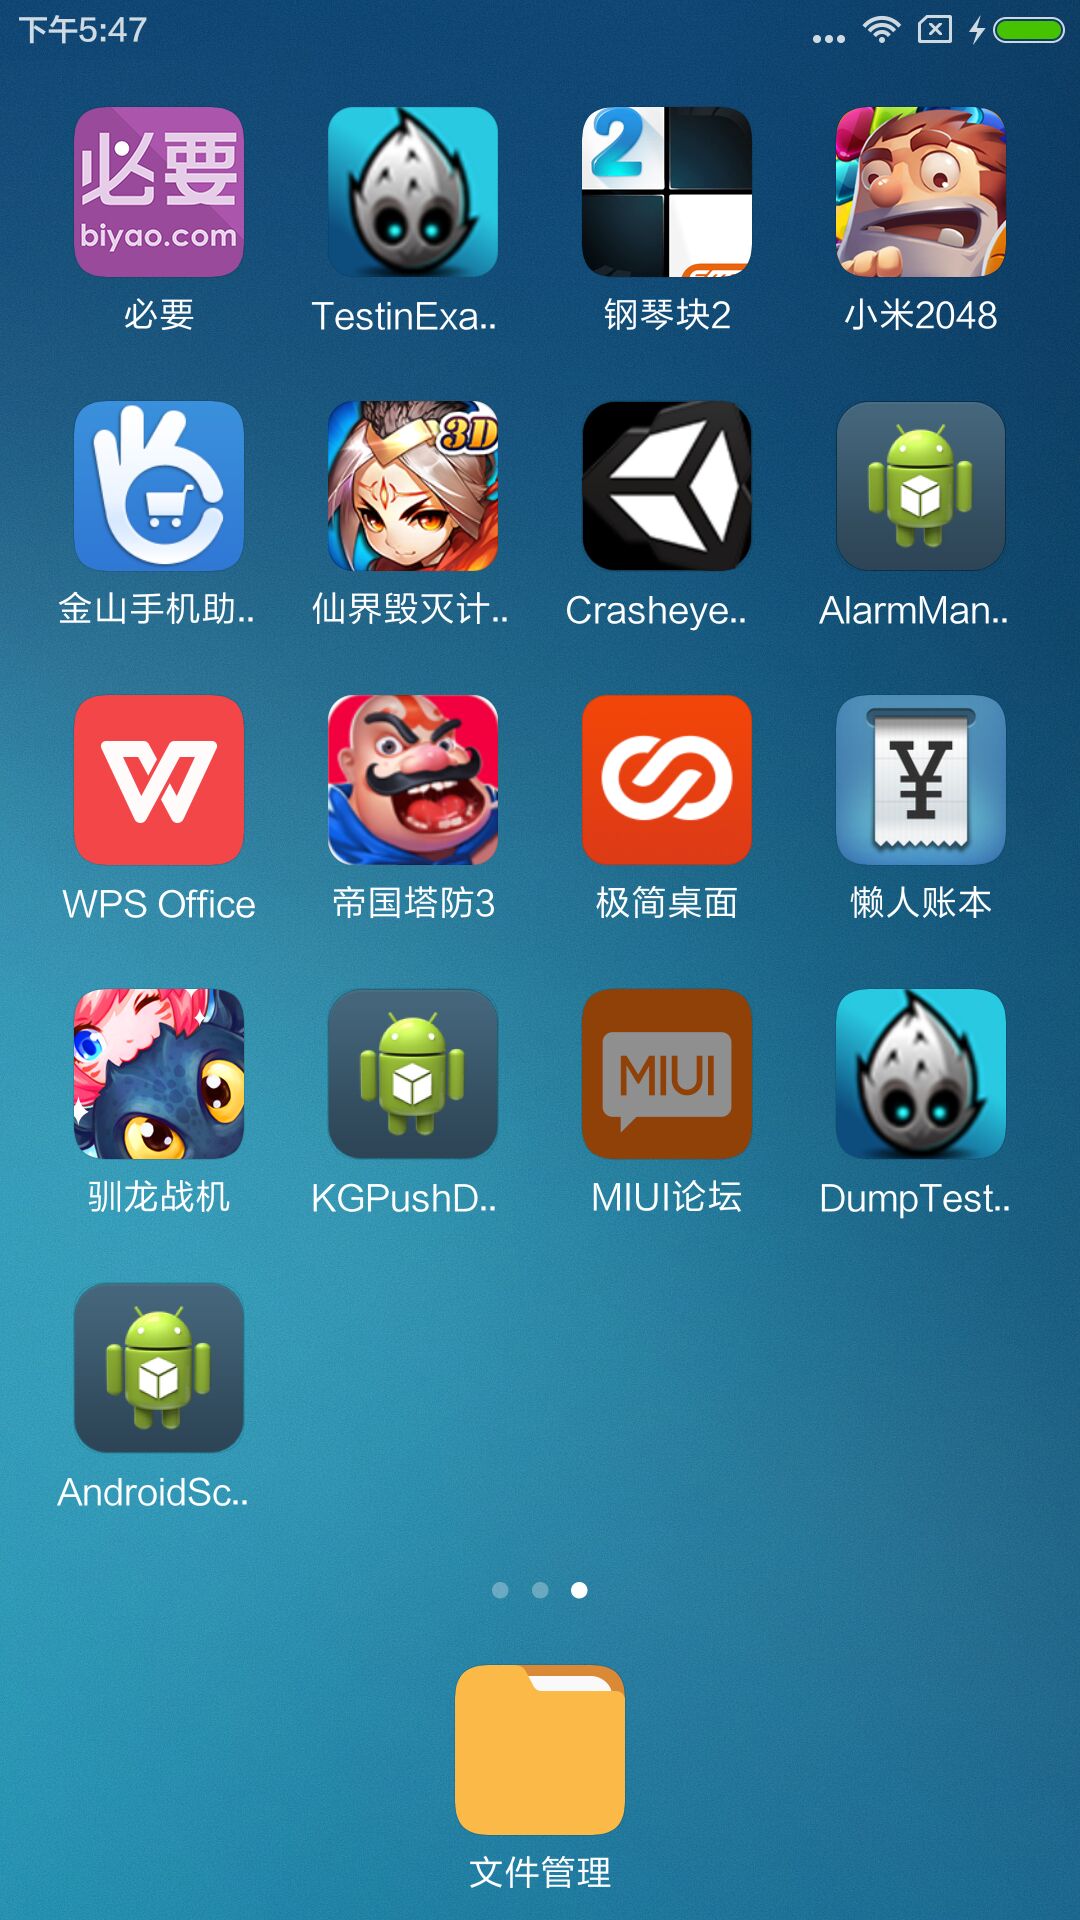 下午5:47
必要
biyao.com
2
必要
TestinExa..
钢琴块2
小米2048
3D
金山手机助..
仙界毁灭计..
Crasheye..
AlarmMan..
¥
WPS Office
帝国塔防3
极简桌面
懒人账本
MIUI
驯龙战机
KGPushD..
MIUI论坛
DumpTest..
AndroidSc..
文件管理